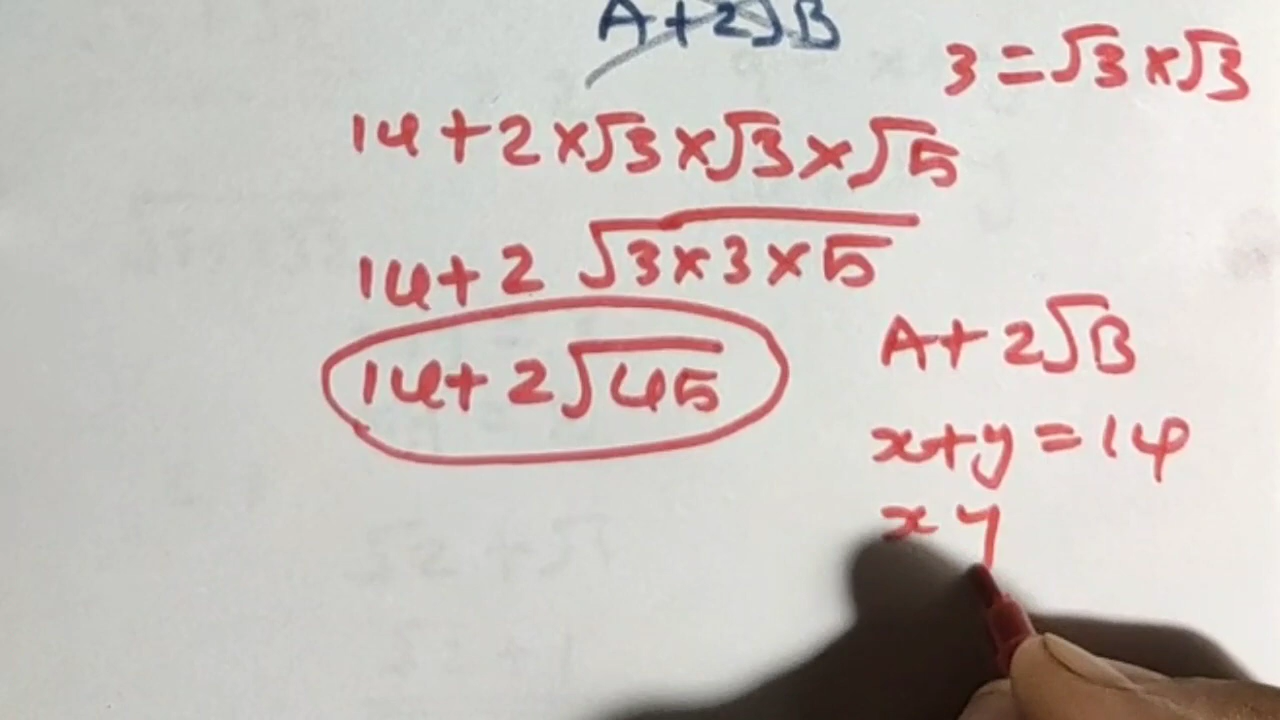 A+2√B
3=√3×√3
14+2×√3×√3×√5
14+2√3×3×5
14+2√45
A+2√B
x+y=14
xy